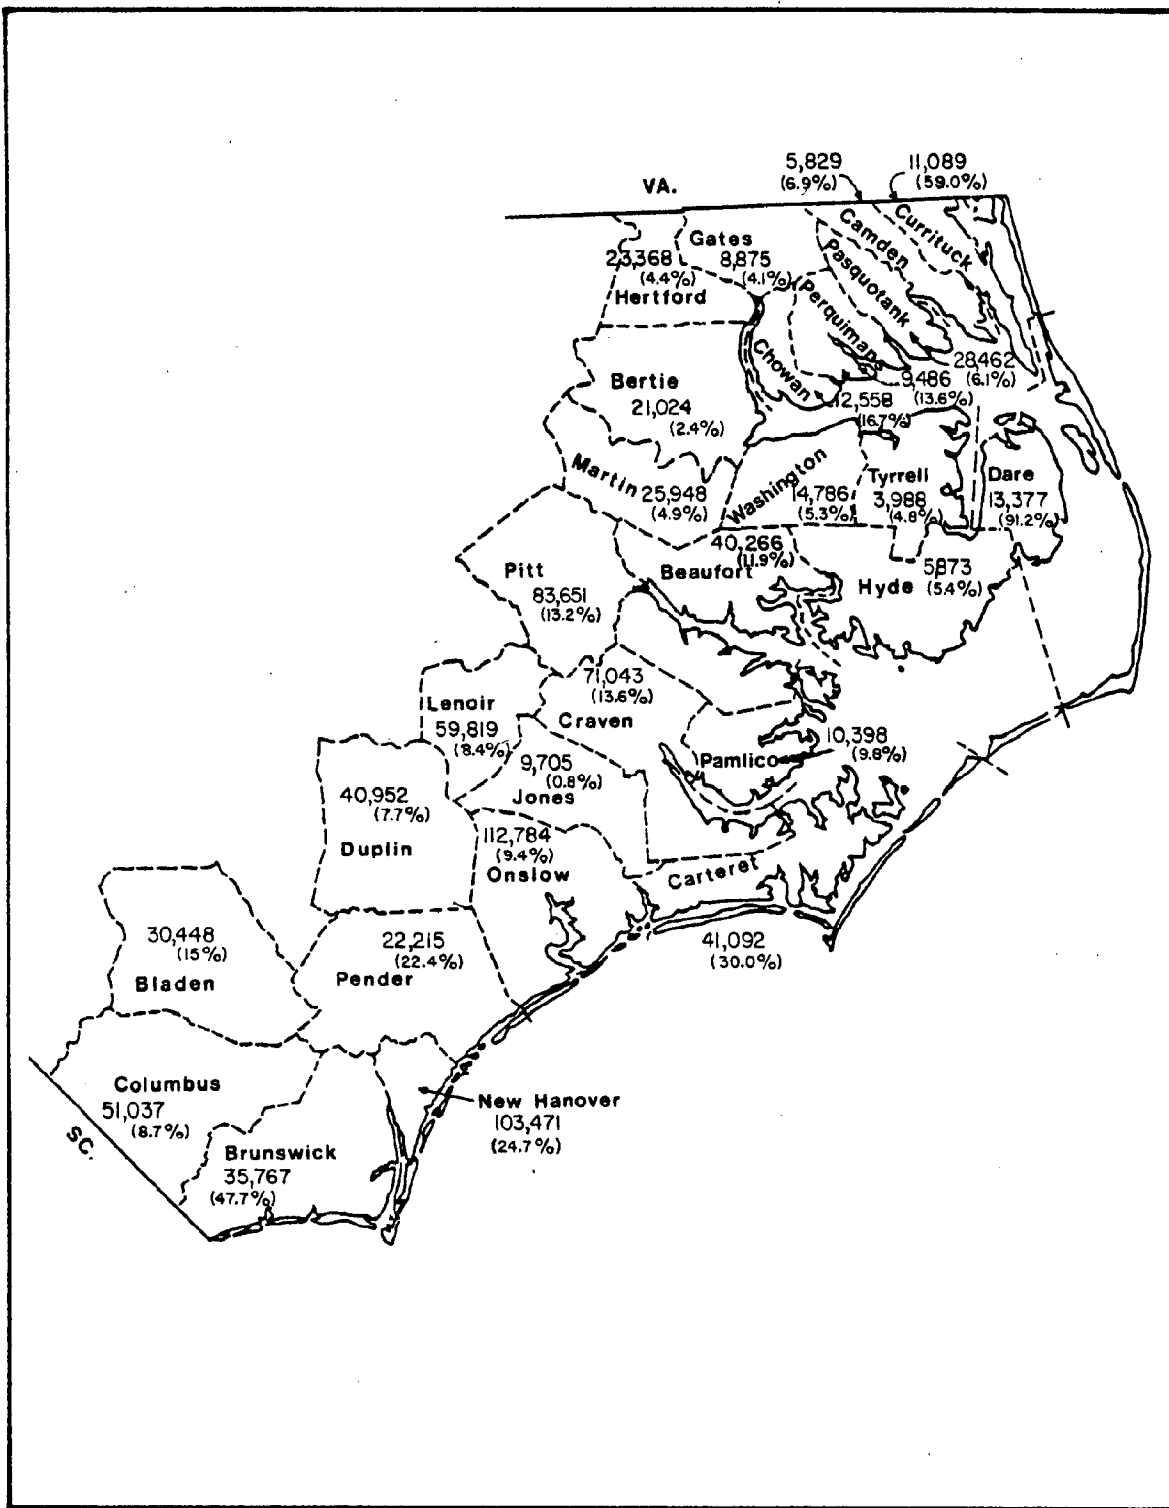 VA.
5,829
(6.9%)
11,089
(59.0%)
Gates
8,875
(4.1%)
Camden
Currituck
Pasquotank
Perquiman
Chowan
23,368
(4.4%)
Hertford
28,462
(6.1%)
9,486
(13.6%)
12,558
(16.7%)
Bertie
21,024
(2.4%)
Martin
25,948
(4.9%)
Washington
14,786
(5.3%)
Tyrrell
3,988
(4.8%)
Dare
13,377
(91.2%)
40,266
(11.9%)
Beaufort
5,873
Hyde (5.4%)
Pitt
83,651
(13.2%)
71,043
(13.6%)
Craven
Lenoir
59,819
(8.4%)
10,398
(9.8%)
Pamlico
9,705
(0.8%)
Jones
40,952
(7.7%)
Duplin
112,784
(9.4%)
Onslow
Carteret
41,092
(30.0%)
30,448
(15%)
Bladen
22,215
(22.4%)
Pender
Columbus
51,037
(8.7%)
New Hanover
103,471
(24.7%)
SC.
Brunswick
35,767
(47.7%)